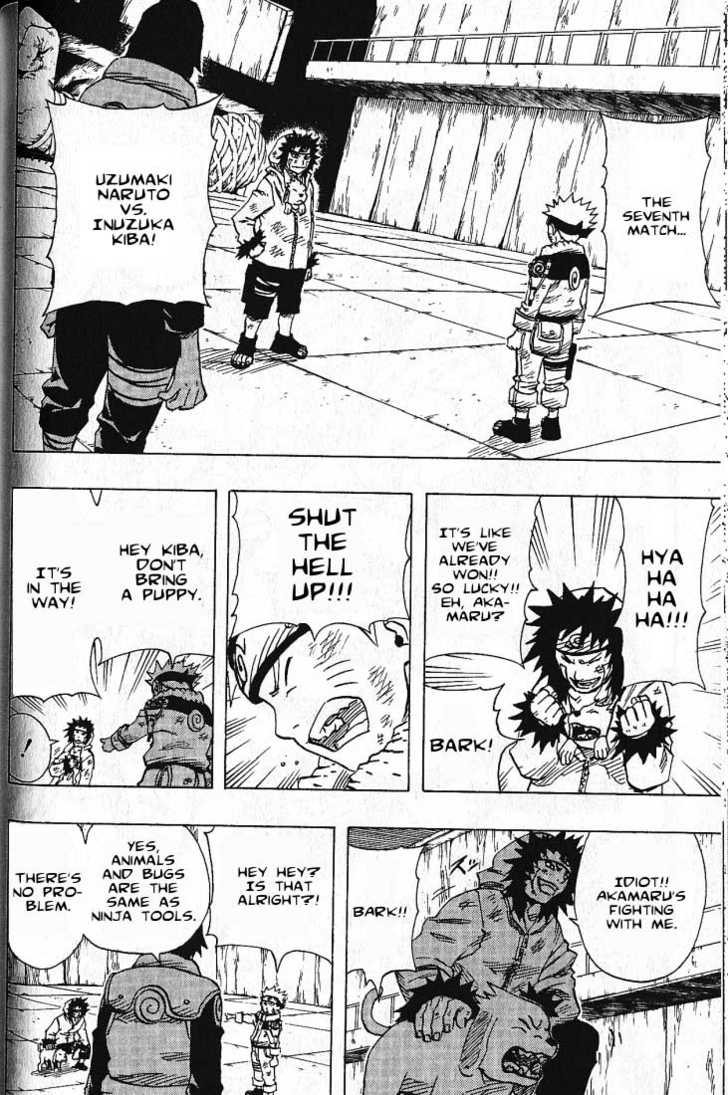 THE
SEVENTH
MATCH...
UZUMAKI
NARUTO
VS.
INUZUKA
KIBA!
HYA
HA
HA
HA!!!
IT'S LIKE
WE'VE
ALREADY
WON!!
SO LUCKY!!
EH, AKA-
MARU?
BARK!
SHUT
THE
HELL
UP!!!
HEY KIBA,
DON'T
BRING
A PUPPY.
IT'S
IN THE
WAY!
!
IDIOT!!
AKAMARU'S
FIGHTING
WITH ME.
BARK!!
HEY HEY?
IS THAT
ALRIGHT?!
YES,
ANIMALS
AND BUGS
ARE THE
SAME AS
NINJA TOOLS.
THERE'S
NO PRO-
BLEM.